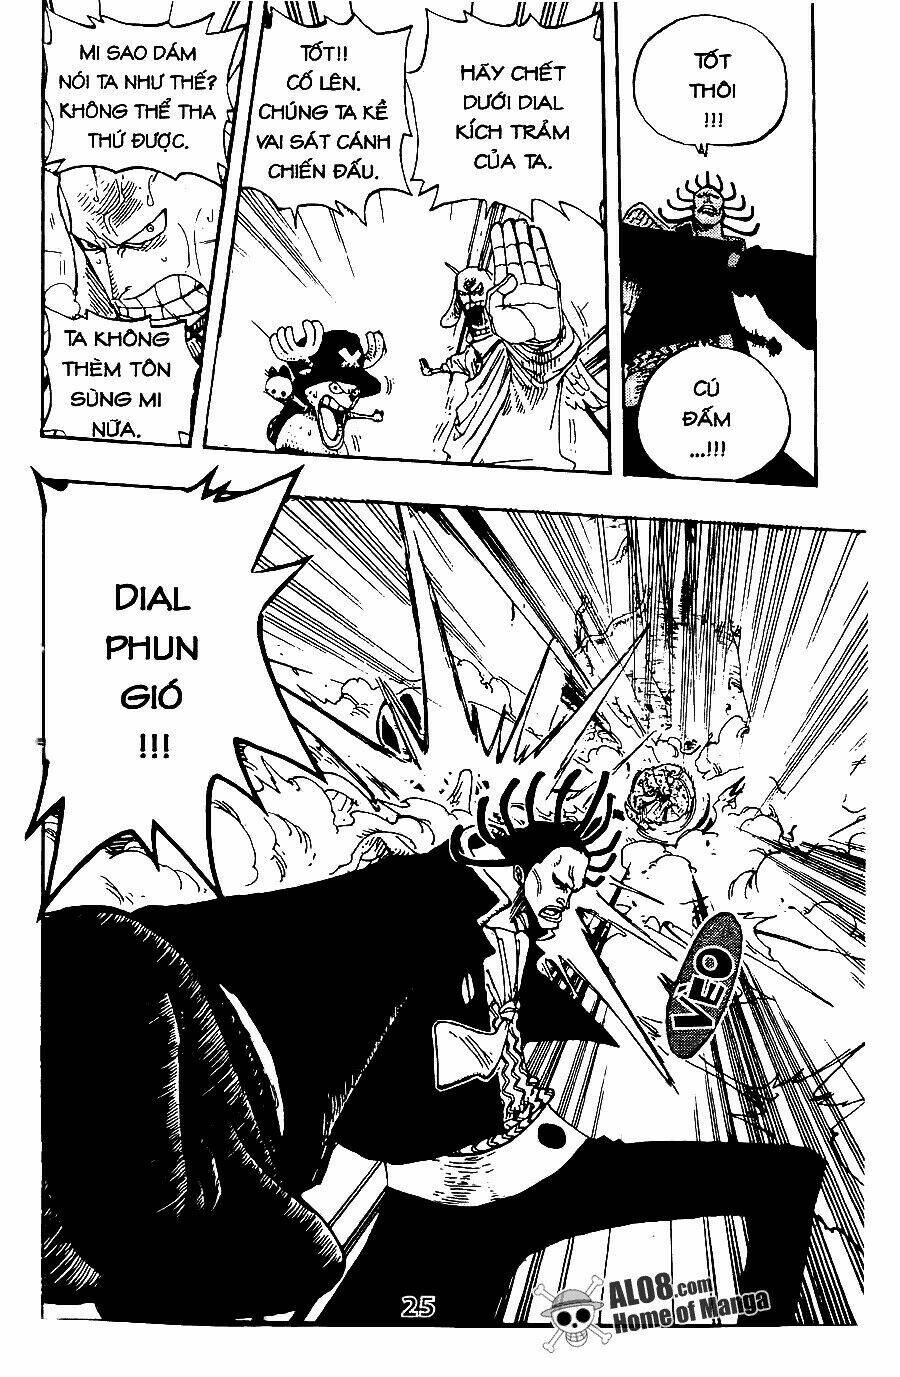 TỐT
THÔI
!!!
CÚ
ĐẤM
...!!!
HÃY CHẾT
DƯỚI DIAL
KÍCH TRẢM
CỦA TA.
TỐT!!
CỐ LÊN.
CHÚNG TA KỀ
VAI SÁT CÁNH
CHIẾN ĐẤU.
MI SAO DÁM
NÓI TA NHƯ THẾ?
KHÔNG THỂ THA
THỨ ĐƯỢC.
TA KHÔNG
THÈM TÔN
SÙNG MI
NỮA.
DIAL
PHUN
GIÓ
!!!
VÈO
25
ALO8.com
Home of Manga